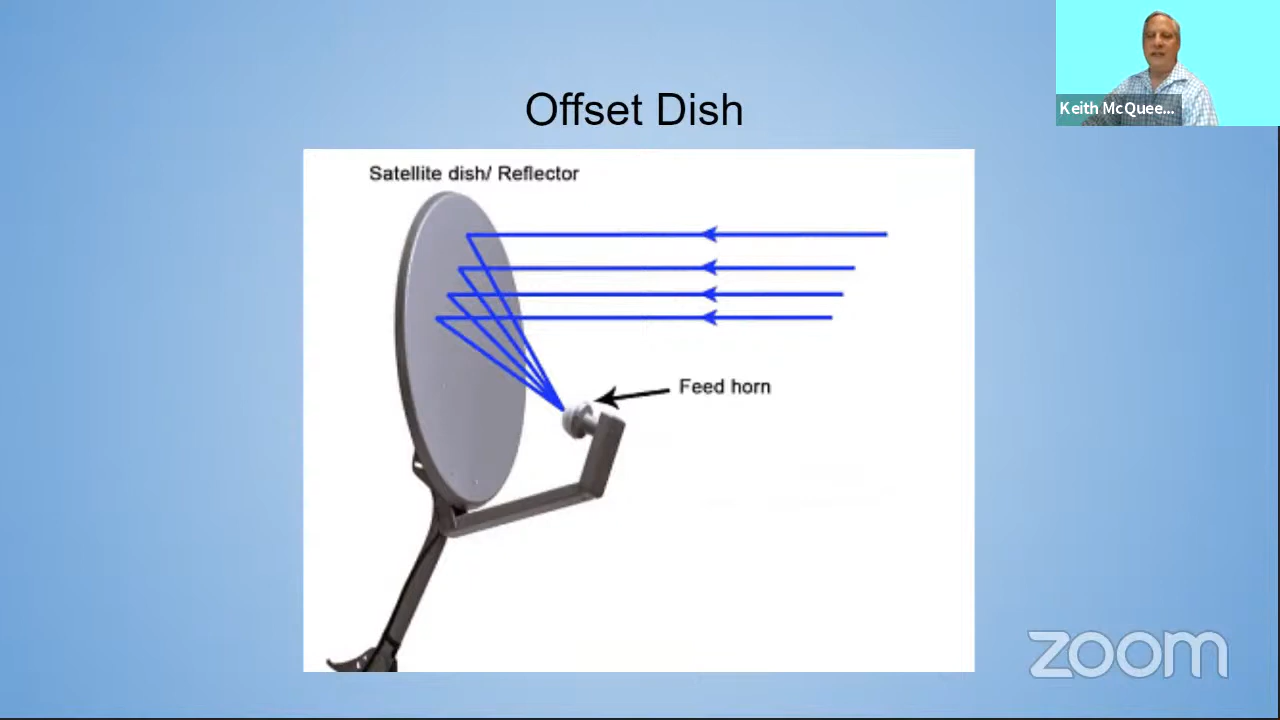 Offset Dish
Keith McQuee...
Satellite dish/ Reflector
Feed horn
zoom